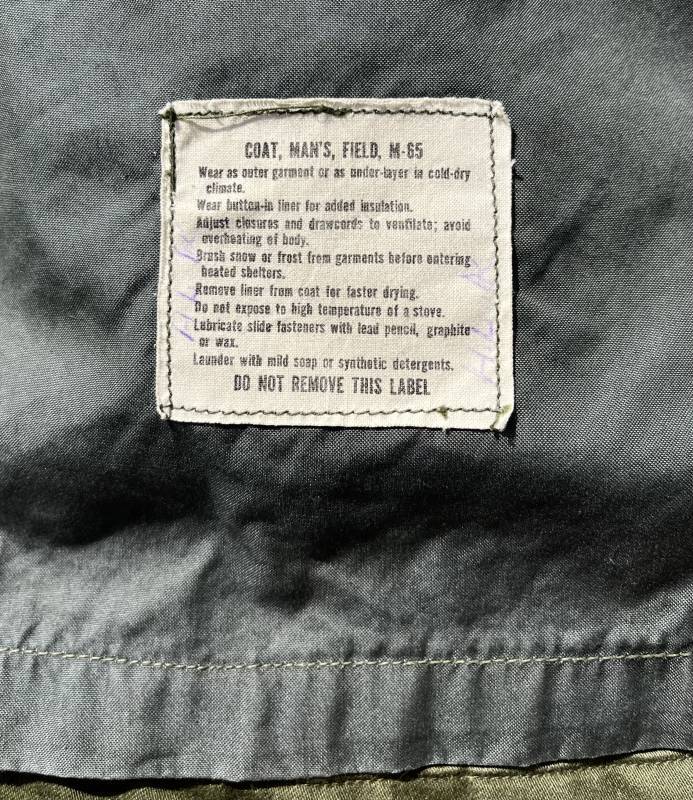 COAT, MAN'S, FIELD, M-65
Wear as outer garment or as under-layer in cold-dry
climate.
Wear button-in liner for added insulation.
Adjust closures and drawcords to ventilate; avoid
overheating of body.
Brush snow or frost from garments before entering
heated shelters.
Remove liner from coat for faster drying.
Do not expose to high temperature of a stove.
Lubricate slide fasteners with lead pencil, graphite
or wax.
Launder with mild soap or synthetic detergents.
DO NOT REMOVE THIS LABEL